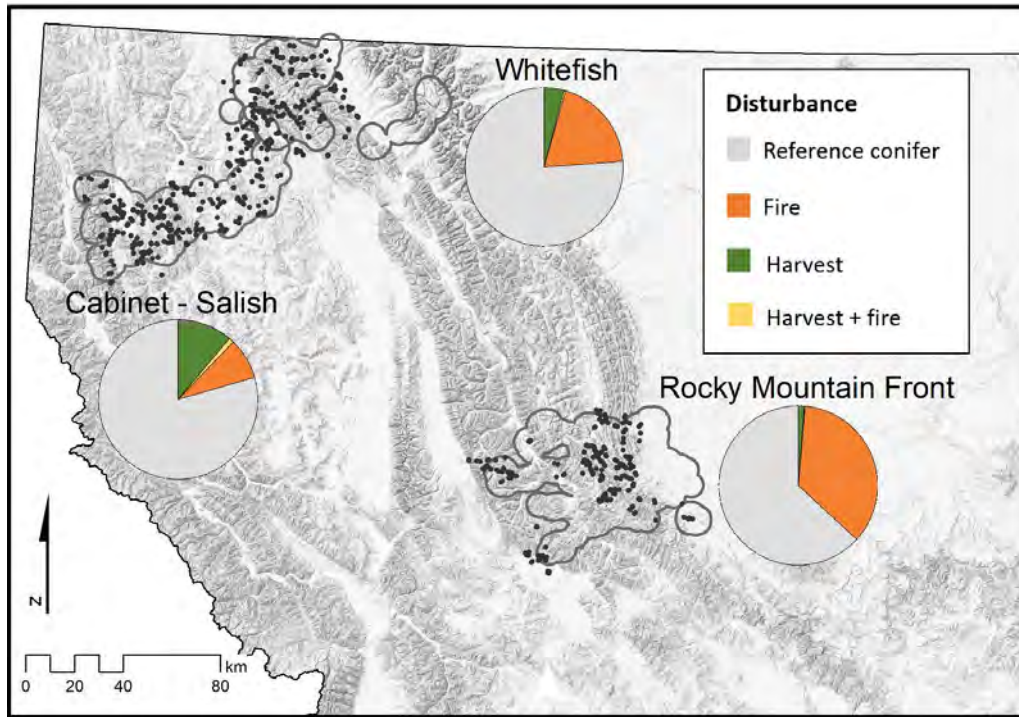 Whitefish
Disturbance
Reference conifer
Fire
Harvest
Harvest + fire
Cabinet - Salish
Rocky Mountain Front
N
km
0 20 40 80